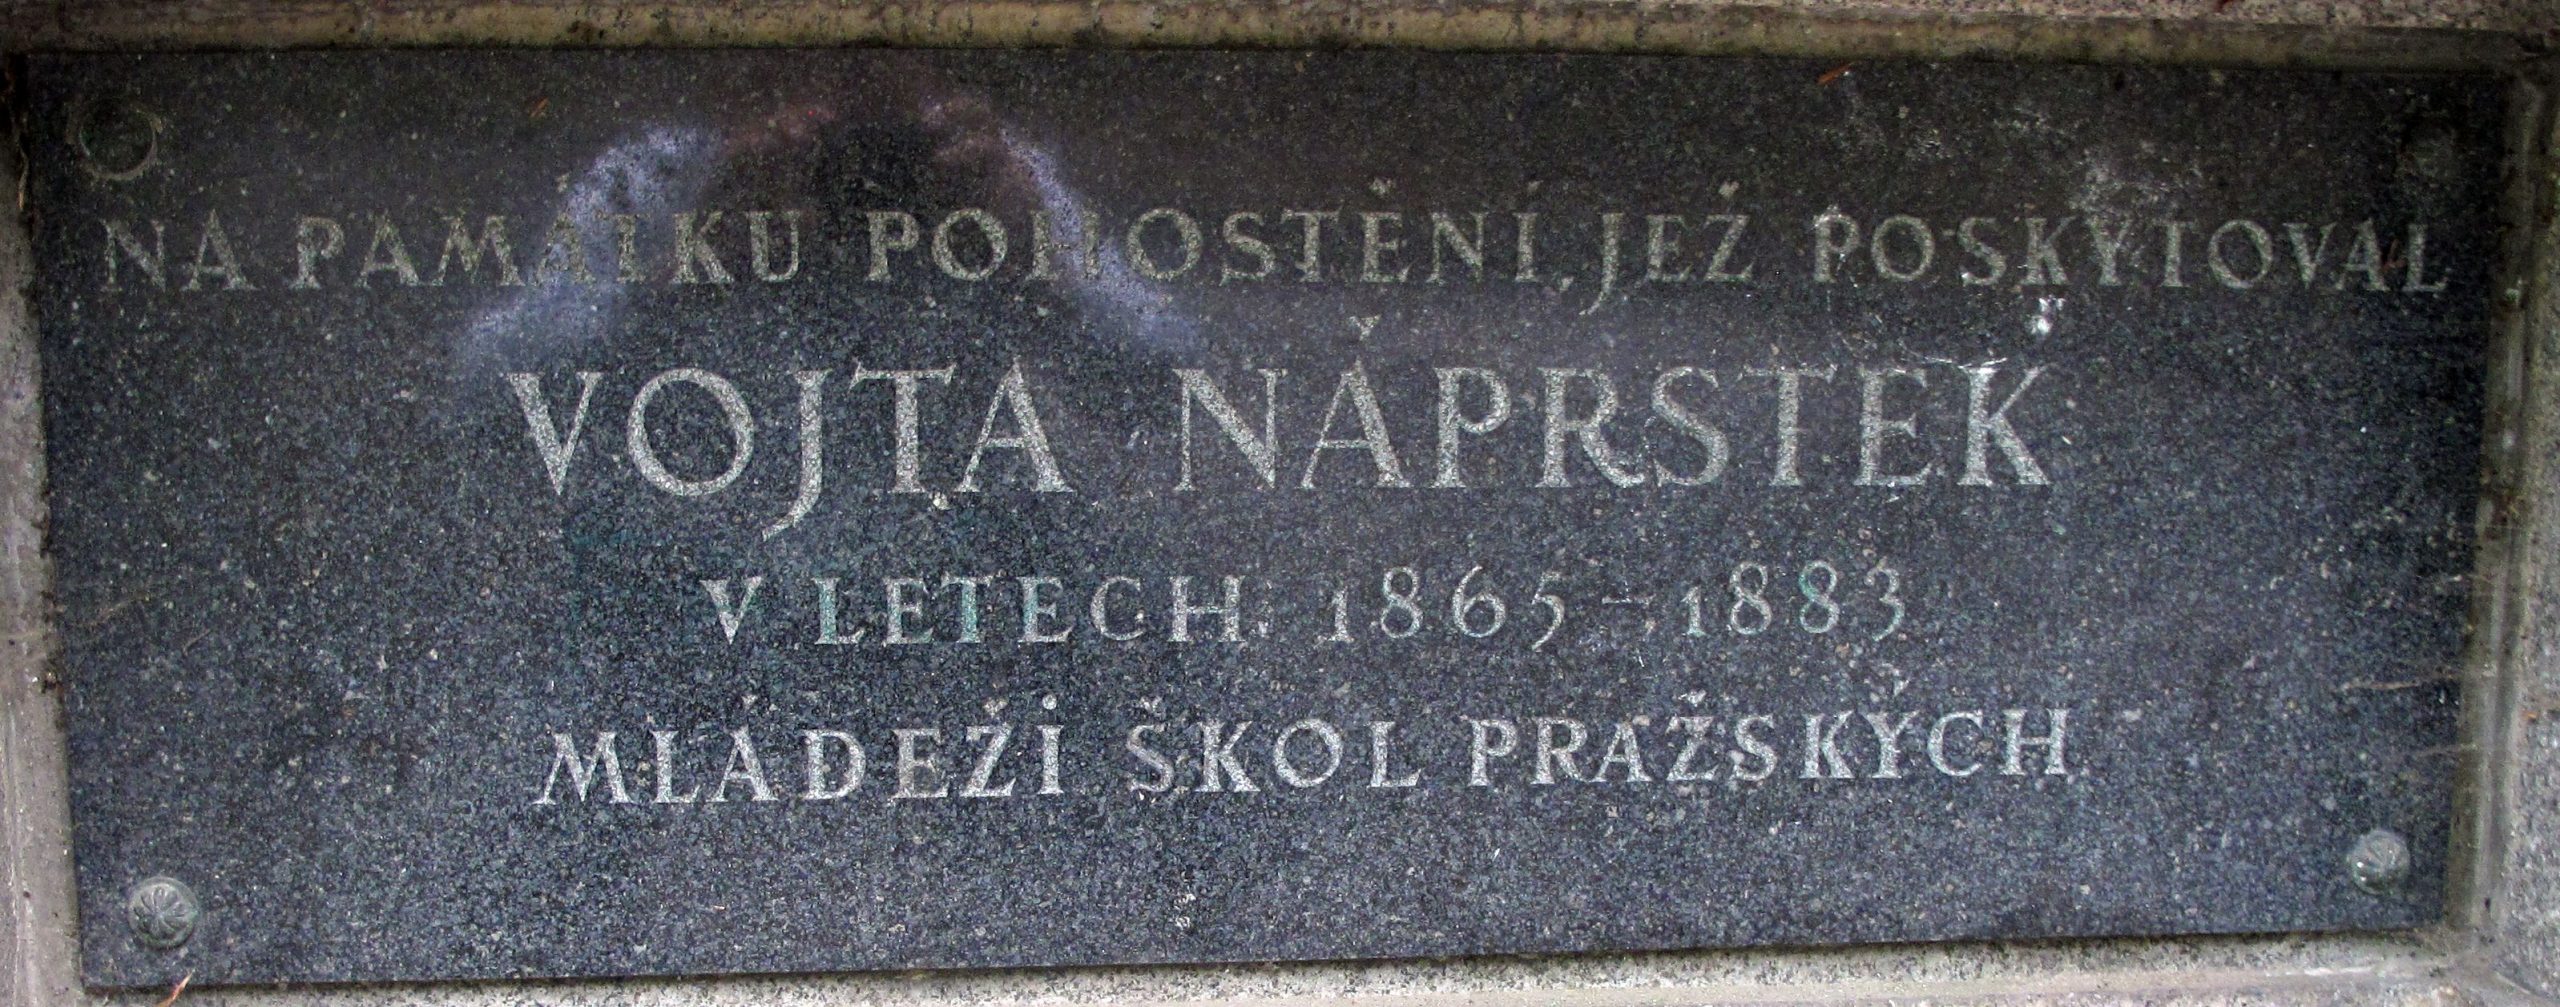 NA PAMÁTKU POHOSTĚNÍ, JEŽ POSKYTOVAL
VOJTA NÁPRSTEK
V LETECH 1865-1883
MLÁDEŽI ŠKOL PRAŽSKÝCH